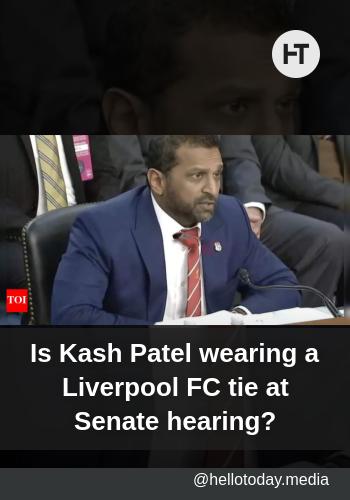 HT
TOI
Is Kash Patel wearing a
Liverpool FC tie at
Senate hearing?
@hellotoday.media